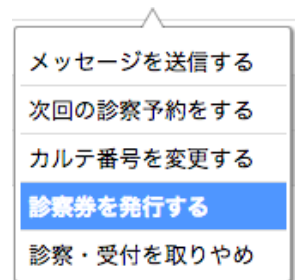 メッセージを送信する
次回の診察予約をする
カルテ番号を変更する
診察券を発行する
診察・受付を取りやめ